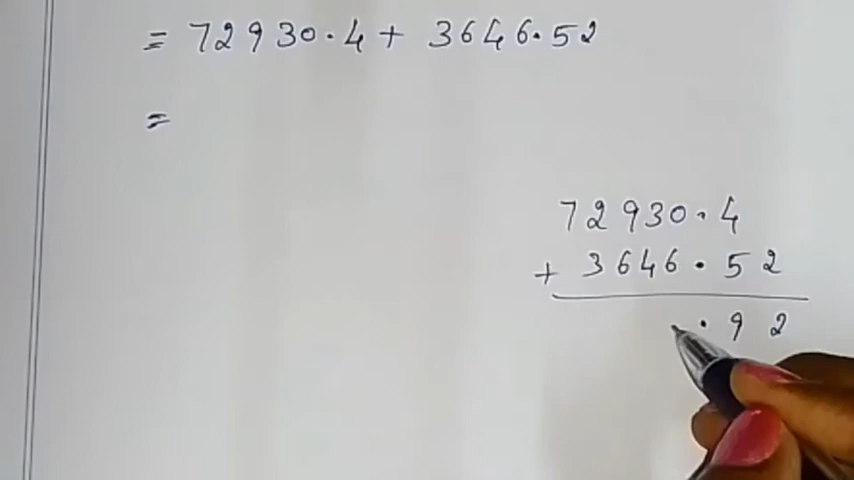 = 72930.4 + 3646.52
=
72930.4
+ 3646.52
.92